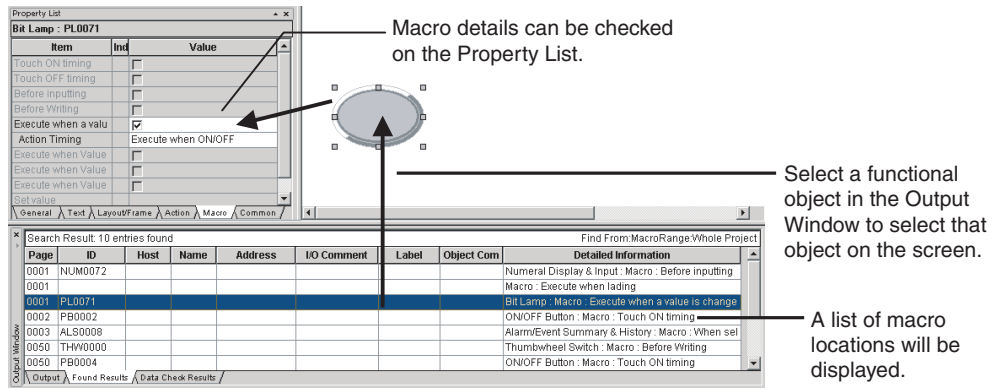 Property List
Bit Lamp : PL0071
Item Ind Value
Touch ON timing
Touch OFF timing
Before inputting
Before Writing
Execute when a valu
Action Timing Execute when ON/OFF
Execute when Value
Execute when Value
Execute when Value
Set value
General Text Layout/Frame Action Macro Common
Macro details can be checked
on the Property List.
Select a functional
object in the Output
Window to select that
object on the screen.
Search Result: 10 entries found Find From:MacroRange:Whole Project
Page ID Host Name Address I/O Comment Label Object Com Detailed Information
0001 NUM0072 Numeral Display & Input : Macro : Before inputting
0001 Macro : Execute when lading
0001 PL0071 Bit Lamp : Macro : Execute when a value is change
0002 PB0002 ON/OFF Button : Macro : Touch ON timing
0003 ALS0008 Alarm/Event Summary & History : Macro : When sel
0050 THW0000 Thumbwheel Switch : Macro : Before Writing
0050 PB0004 ON/OFF Button : Macro : Touch ON timing
Output Window
Output Found Results Data Check Results
A list of macro
locations will be
displayed.